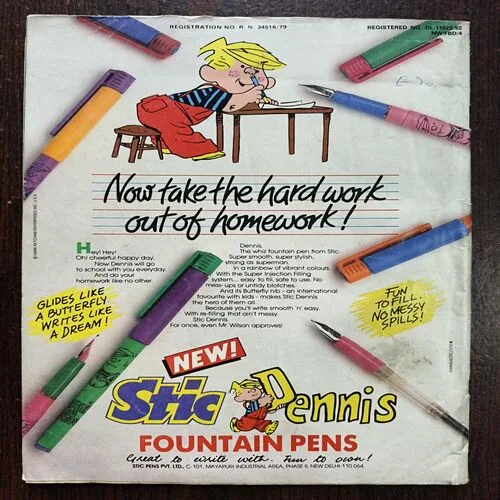 REGISTRATION NO. R. N. 34516/79
REGISTERED NO. DL-11022/92
NW/FBD/4
Now take the hard work
out of homework!
Hey! Hey!
Oh! cheerful happy day.
Now Dennis will go
to school with you everyday.
And do your
homework like no other.
Dennis.
The whiz fountain pen from Stic.
Super smooth, super stylish.
strong as superman.
In a rainbow of vibrant colours.
With the Super Injection Filling
system... easy to fill, safe to use. No
mess-ups or untidy blotches.
And its Butterfly nib - an international
favourite with kids - makes Stic Dennis
the hero of them all.
Because you'll write smooth 'n' easy.
With re-filling that ain't messy.
Stic Dennis
For once, even Mr. Wilson approves!
GLIDES LIKE
A BUTTERFLY.
WRITES LIKE
A DREAM!
FUN
TO FILL.
NO MESSY
SPILLS!
NEW!
Stic Dennis
FOUNTAIN PENS
Great to write with. Fun to own!
STIC PENS PVT. LTD., C-101, MAYAPURI INDUSTRIAL AREA, PHASE II, NEW DELHI-110 064.